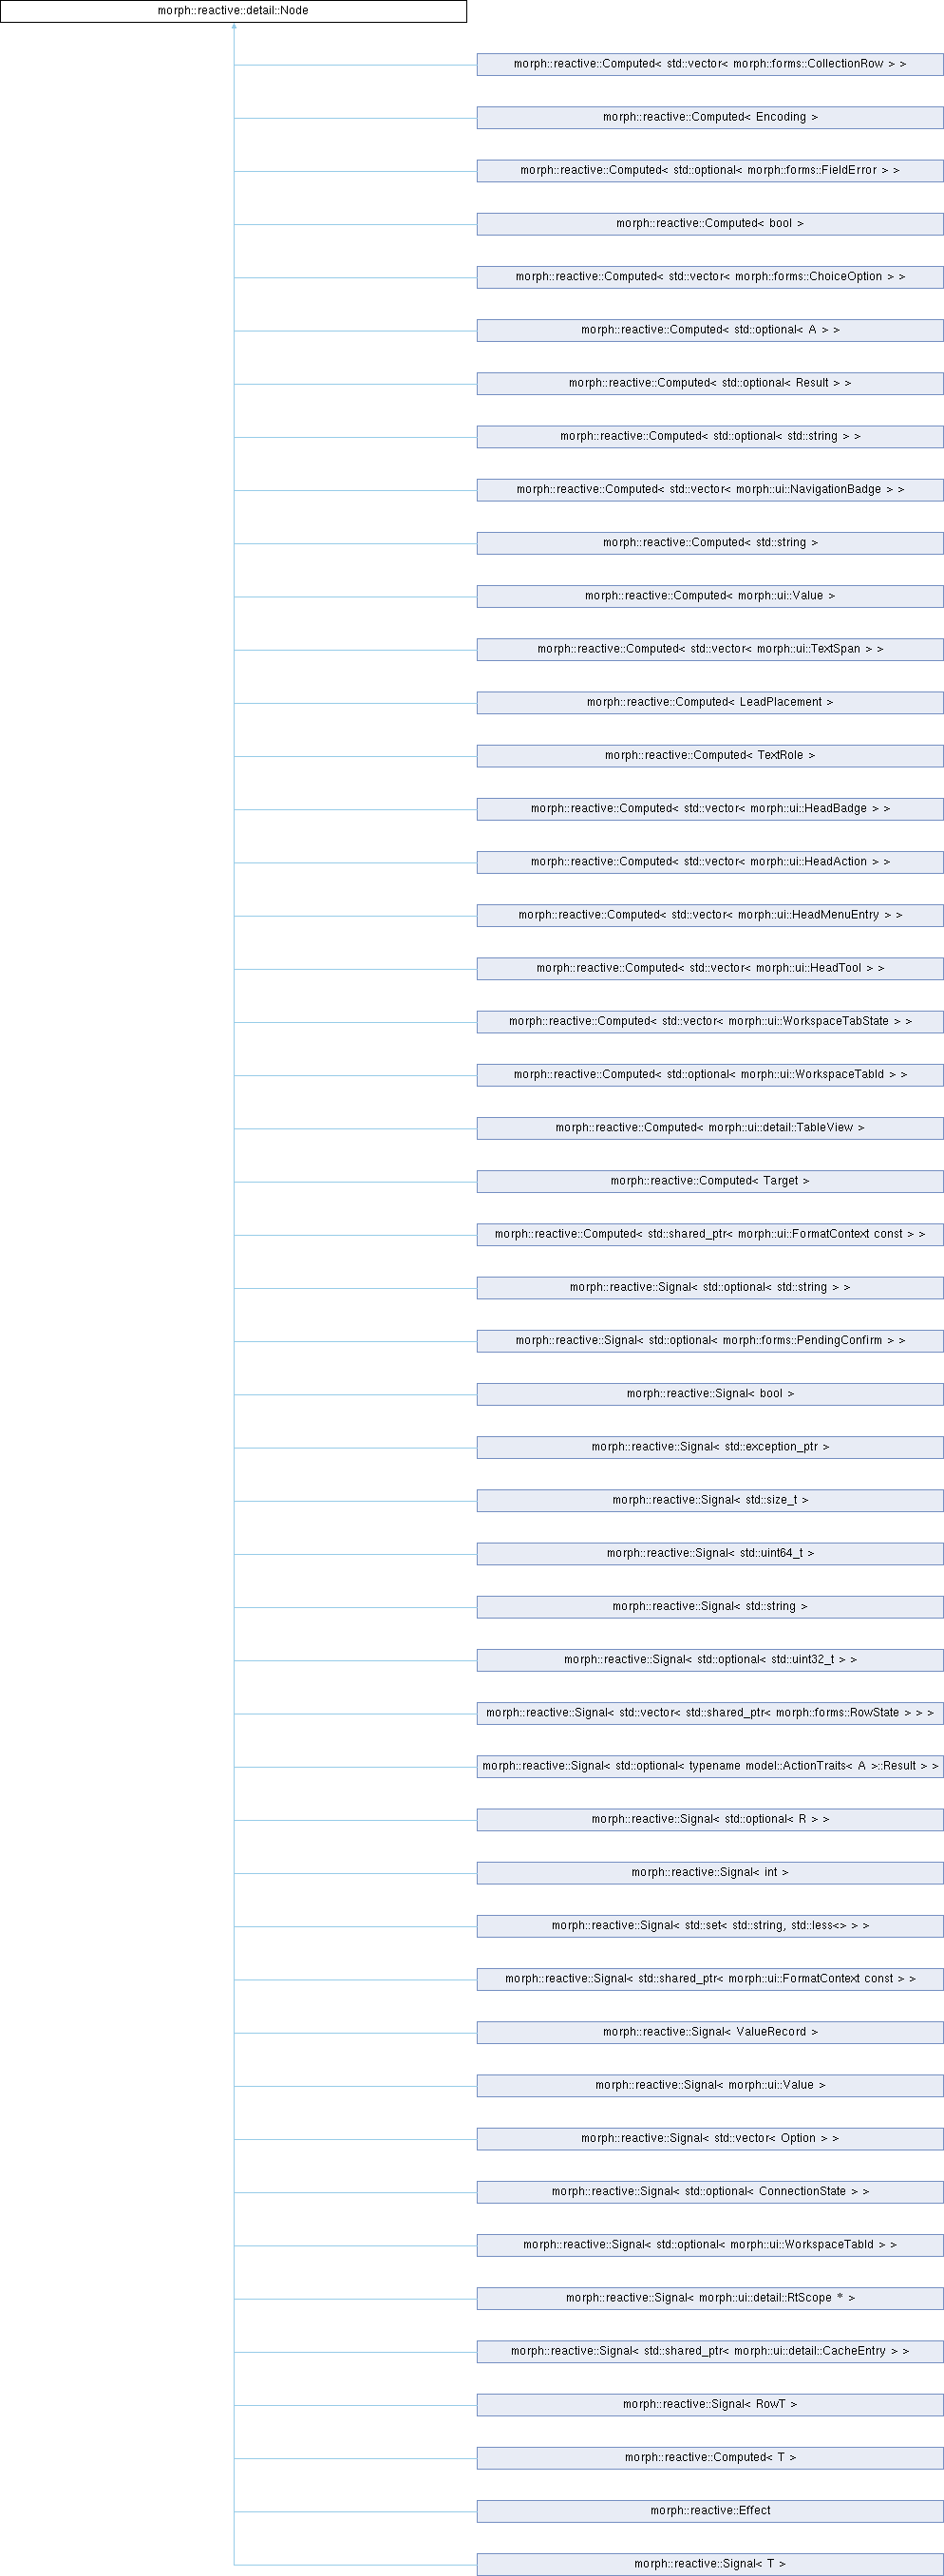 morph::reactive::detail::Node
morph::reactive::Computed< std::vector< morph::forms::CollectionRow > >
morph::reactive::Computed< Encoding >
morph::reactive::Computed< std::optional< morph::forms::FieldError > >
morph::reactive::Computed< bool >
morph::reactive::Computed< std::vector< morph::forms::ChoiceOption > >
morph::reactive::Computed< std::optional< A > >
morph::reactive::Computed< std::optional< Result > >
morph::reactive::Computed< std::optional< std::string > >
morph::reactive::Computed< std::vector< morph::ui::NavigationBadge > >
morph::reactive::Computed< std::string >
morph::reactive::Computed< morph::ui::Value >
morph::reactive::Computed< std::vector< morph::ui::TextSpan > >
morph::reactive::Computed< LeadPlacement >
morph::reactive::Computed< TextRole >
morph::reactive::Computed< std::vector< morph::ui::HeadBadge > >
morph::reactive::Computed< std::vector< morph::ui::HeadAction > >
morph::reactive::Computed< std::vector< morph::ui::HeadMenuEntry > >
morph::reactive::Computed< std::vector< morph::ui::HeadTool > >
morph::reactive::Computed< std::vector< morph::ui::WorkspaceTabState > >
morph::reactive::Computed< std::optional< morph::ui::WorkspaceTabId > >
morph::reactive::Computed< morph::ui::detail::TableView >
morph::reactive::Computed< Target >
morph::reactive::Computed< std::shared_ptr< morph::ui::FormatContext const > >
morph::reactive::Signal< std::optional< std::string > >
morph::reactive::Signal< std::optional< morph::forms::PendingConfirm > >
morph::reactive::Signal< bool >
morph::reactive::Signal< std::exception_ptr >
morph::reactive::Signal< std::size_t >
morph::reactive::Signal< std::uint64_t >
morph::reactive::Signal< std::string >
morph::reactive::Signal< std::optional< std::uint32_t > >
morph::reactive::Signal< std::vector< std::shared_ptr< morph::forms::RowState > > >
morph::reactive::Signal< std::optional< typename model::ActionTraits< A >::Result > >
morph::reactive::Signal< std::optional< R > >
morph::reactive::Signal< int >
morph::reactive::Signal< std::set< std::string, std::less<> > >
morph::reactive::Signal< std::shared_ptr< morph::ui::FormatContext const > >
morph::reactive::Signal< ValueRecord >
morph::reactive::Signal< morph::ui::Value >
morph::reactive::Signal< std::vector< Option > >
morph::reactive::Signal< std::optional< ConnectionState > >
morph::reactive::Signal< std::optional< morph::ui::WorkspaceTabId > >
morph::reactive::Signal< morph::ui::detail::RtScope * >
morph::reactive::Signal< std::shared_ptr< morph::ui::detail::CacheEntry > >
morph::reactive::Signal< RowT >
morph::reactive::Computed< T >
morph::reactive::Effect
morph::reactive::Signal< T >